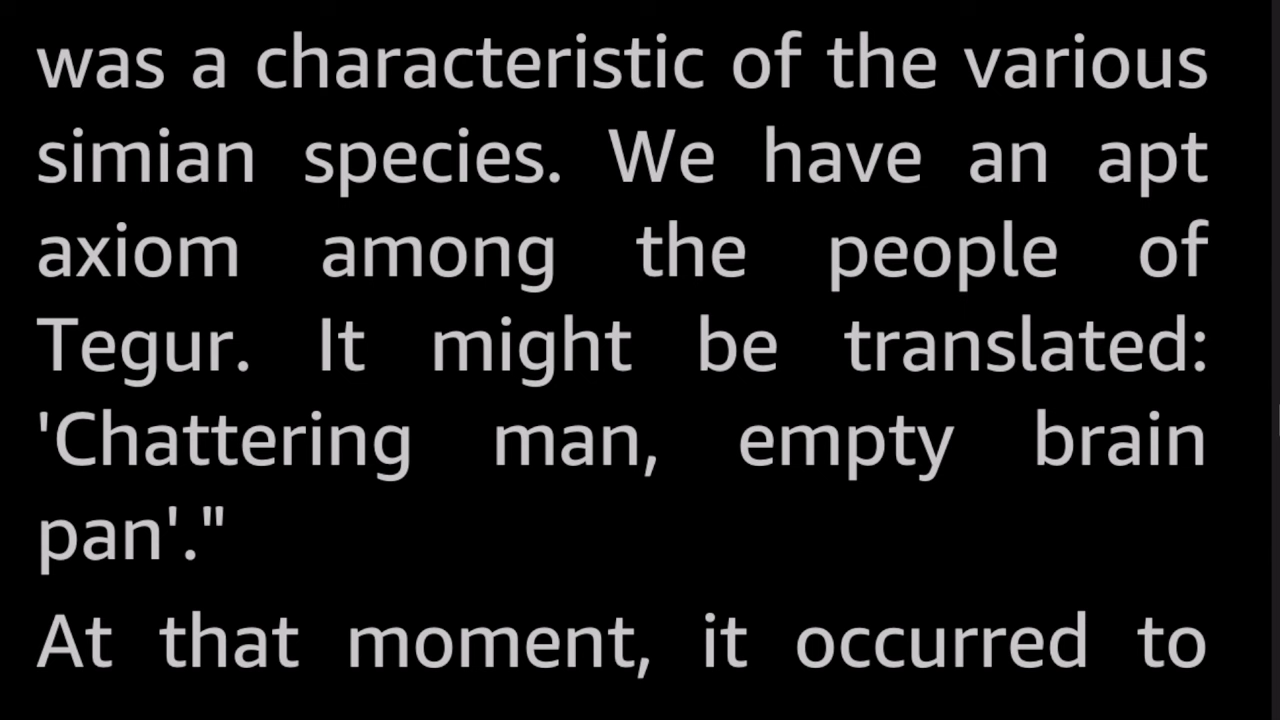 was a characteristic of the various
simian species. We have an apt
axiom among the people of
Tegur. It might be translated:
'Chattering man, empty brain
pan'."
At that moment, it occurred to